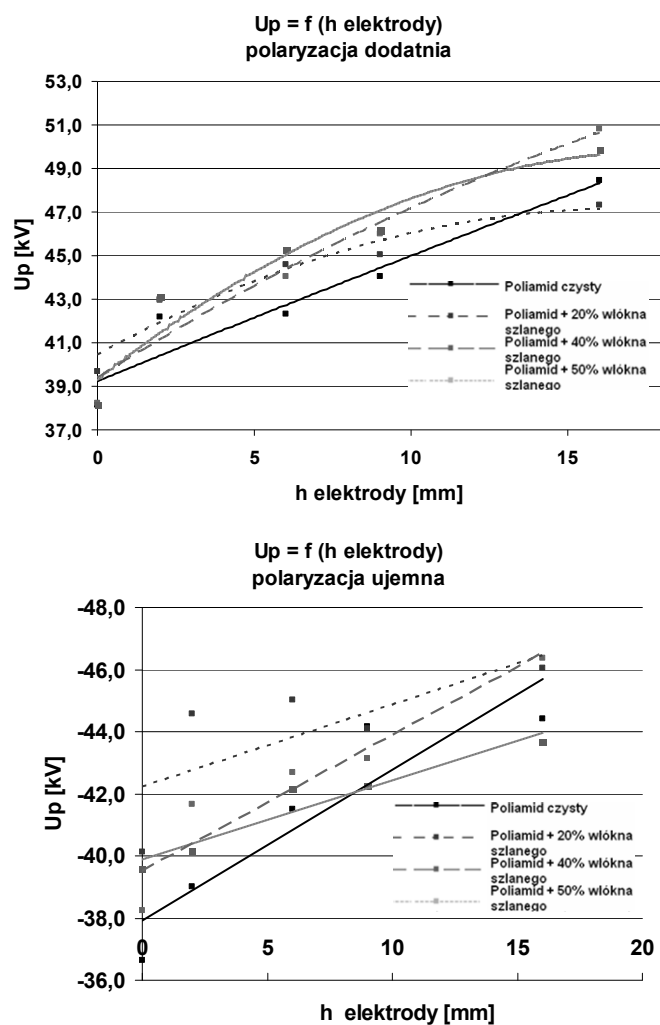 Up = f (h elektrody)
polaryzacja dodatnia
53,0
51,0
49,0
47,0
45,0
43,0
41,0
39,0
37,0
Up [kV]
0
5
10
15
h elektrody [mm]
Poliamid czysty
Poliamid + 20% włókna
szlanego
Poliamid + 40% włókna
szlanego
Poliamid + 50% włókna
szlanego
Up = f (h elektrody)
polaryzacja ujemna
-48,0
-46,0
-44,0
-42,0
-40,0
-38,0
-36,0
Up [kV]
0
5
10
15
20
h elektrody [mm]
Poliamid czysty
Poliamid + 20% włókna
szlanego
Poliamid + 40% włókna
szlanego
Poliamid + 50% włókna
szlanego